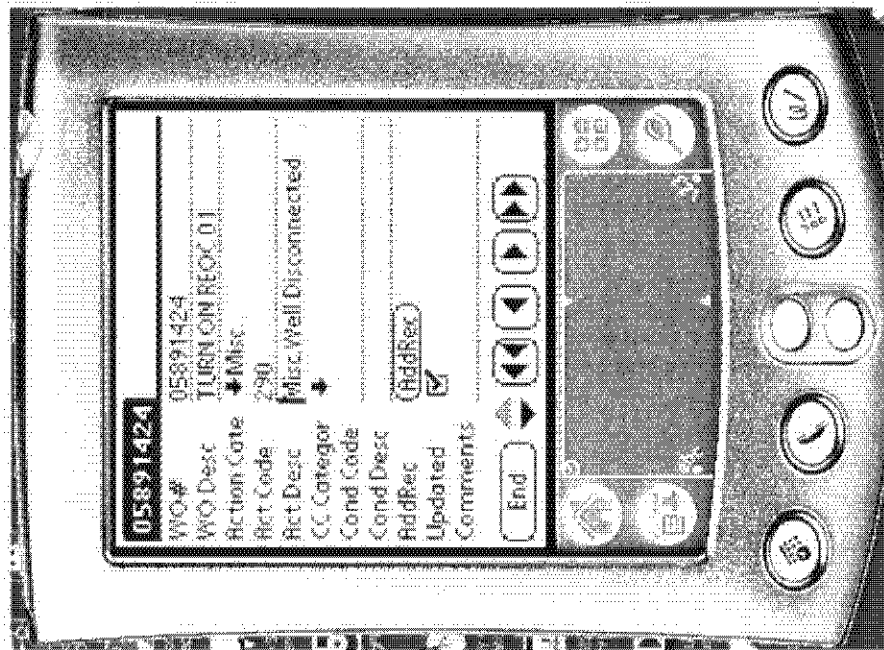 05891424
WO# 05891424
WO Desc TURN ON REOC 01
Action Cate Misc
Act Code 290
Act Desc Misc Well Disconnected
CC Categor
Cond Code
Cond Desc
AddRec AddRec
Updated
Comments
End